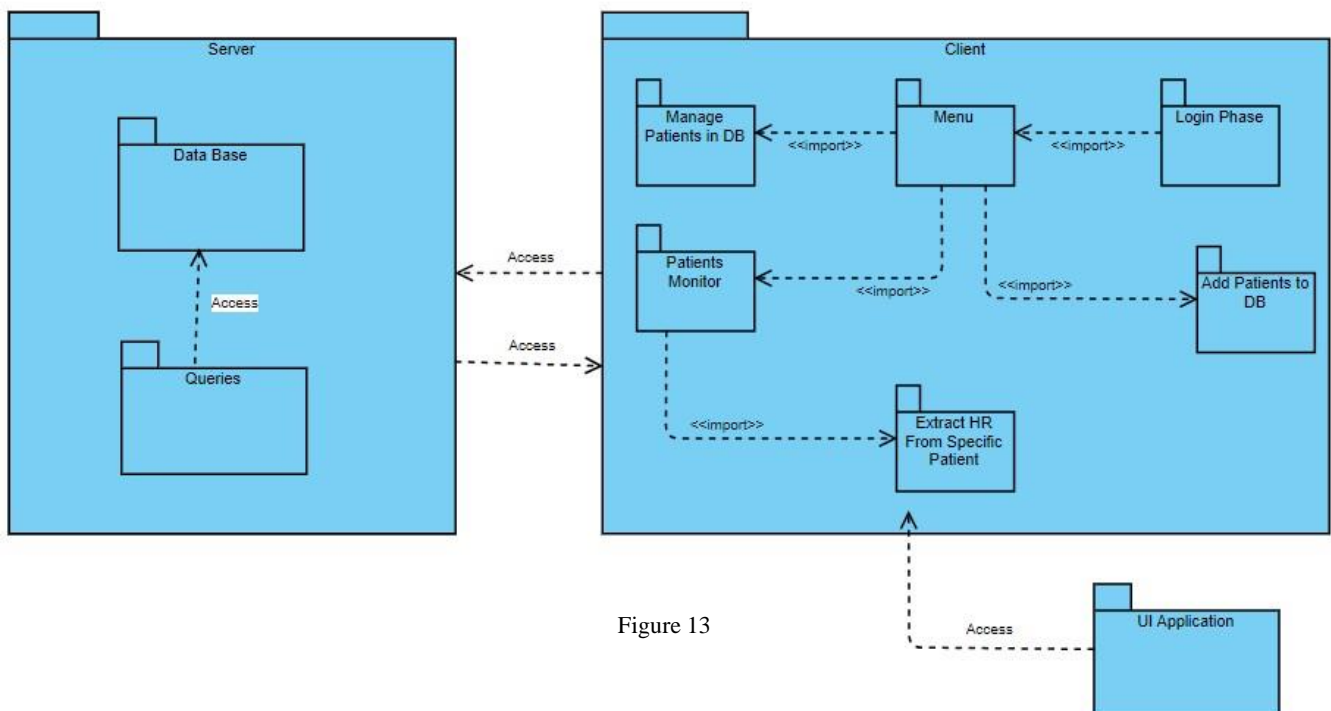 Server
Client
Manage
Patients in DB
Menu
Login Phase
<<import>>
<<import>>
Data Base
Patients
Monitor
Access
<<import>>
<<import>>
Add Patients to
DB
Access
Access
Queries
<<import>>
Extract HR
From Specific
Patient
Figure 13
Access
UI Application